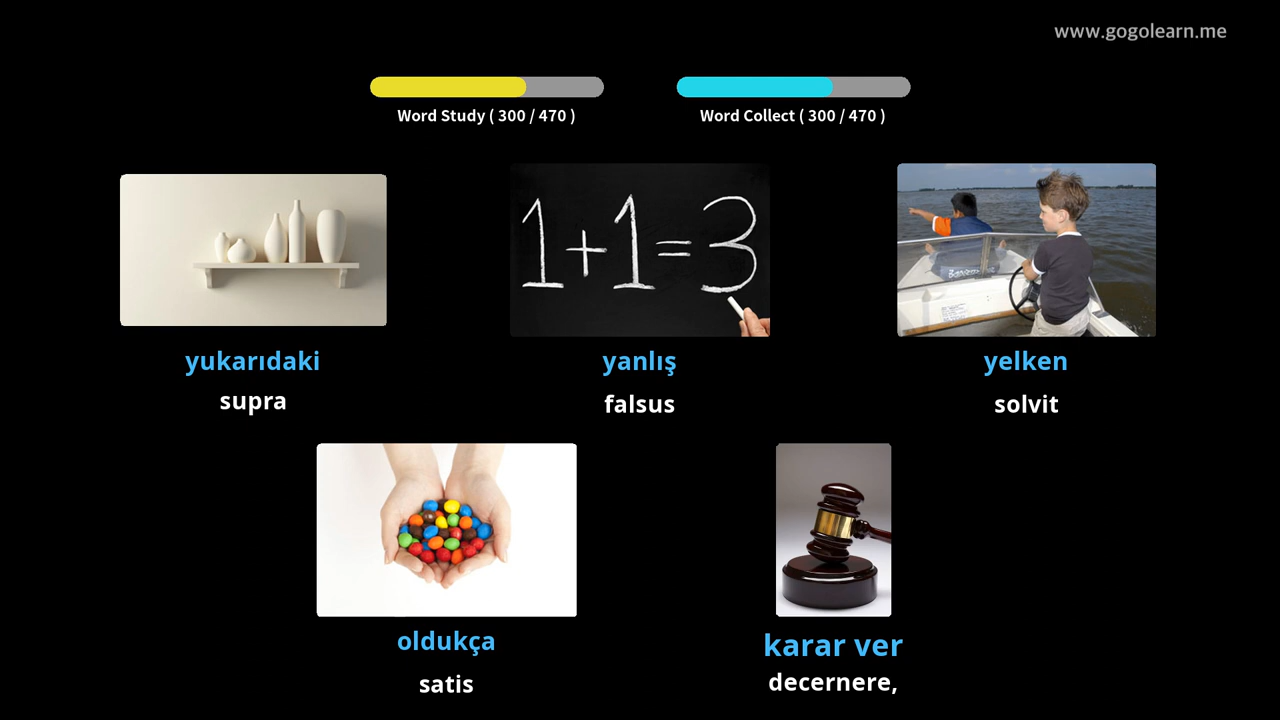 www.gogolearn.me
Word Study ( 300 / 470 )
Word Collect ( 300 / 470 )
1+1=3
yukarıdaki
yanlış
yelken
supra
falsus
solvit
oldukça
karar ver
satis
decernere,